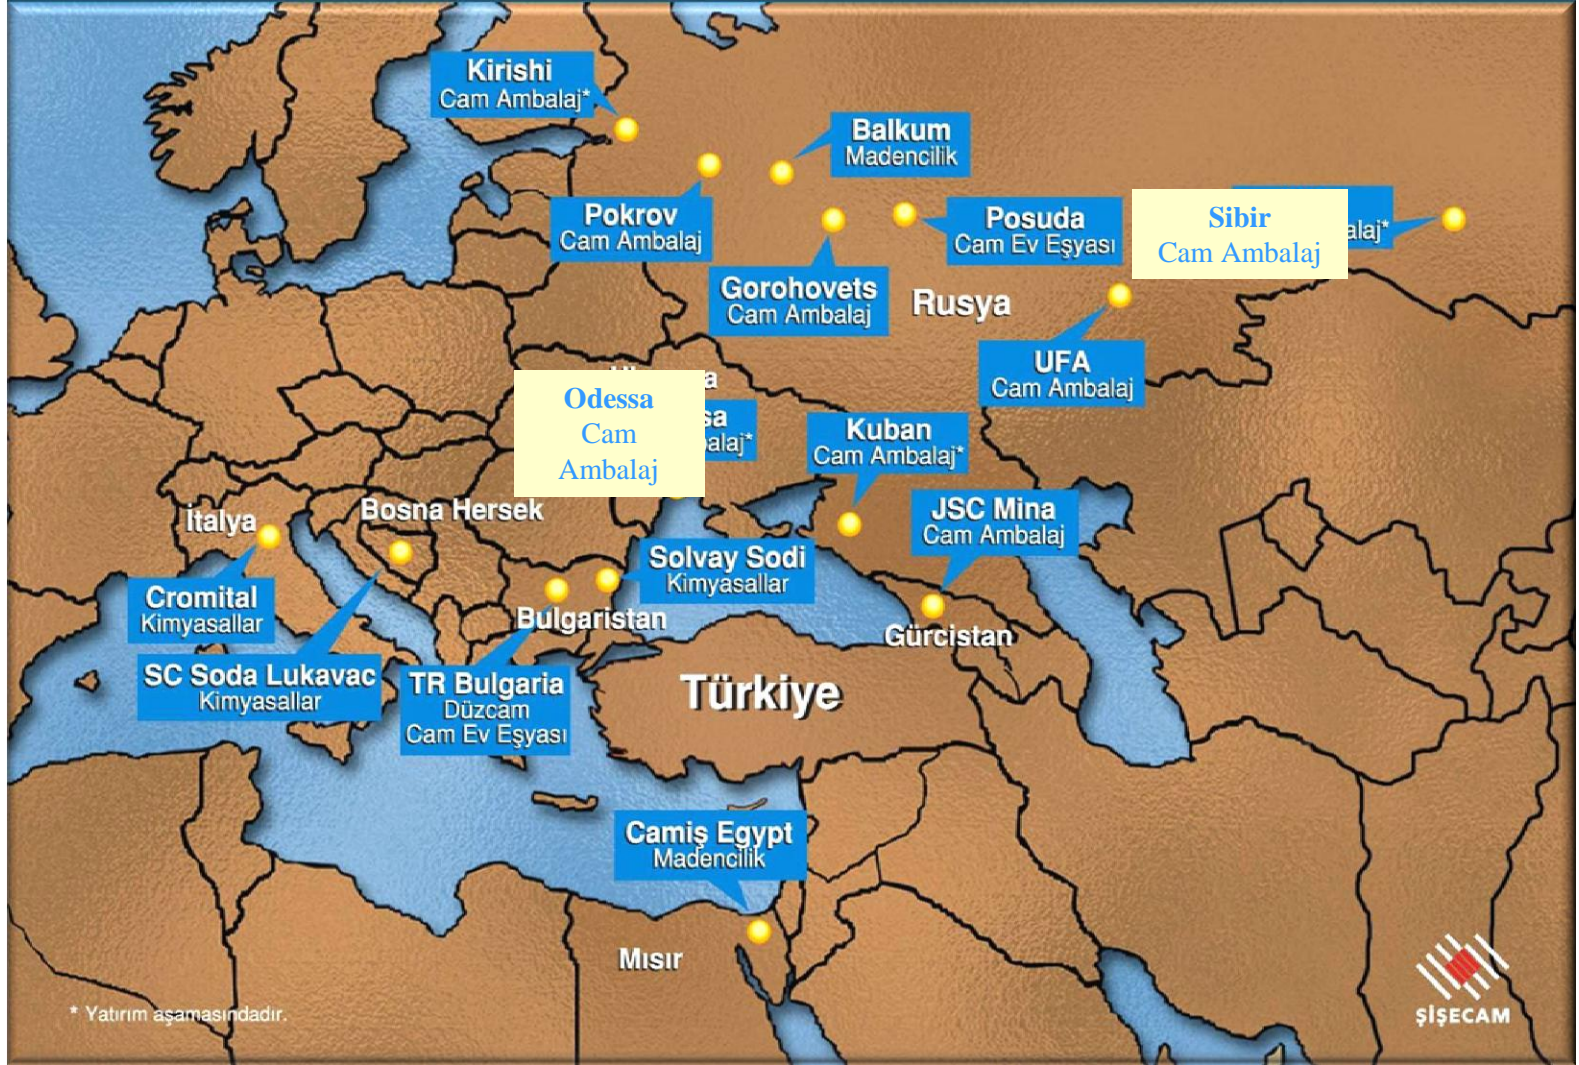 Kirishi
Cam Ambalaj*
Balkum
Madencilik
Pokrov
Cam Ambalaj
Posuda
Cam Ev Eşyası
Sibir
Cam Ambalaj
alaj*
Gorohovets
Cam Ambalaj
Rusya
UFA
Cam Ambalaj
Odessa
Cam
Ambalaj
sa
balaj*
Kuban
Cam Ambalaj*
İtalya
Bosna Hersek
JSC Mina
Cam Ambalaj
Solvay Sodi
Kimyasallar
Cromital
Kimyasallar
Bulgaristan
Gürcistan
SC Soda Lukavac
Kimyasallar
TR Bulgaria
Düzcam
Cam Ev Eşyası
Türkiye
Camiş Egypt
Madencilik
Mısır
* Yatırım aşamasındadır.
ŞİŞECAM